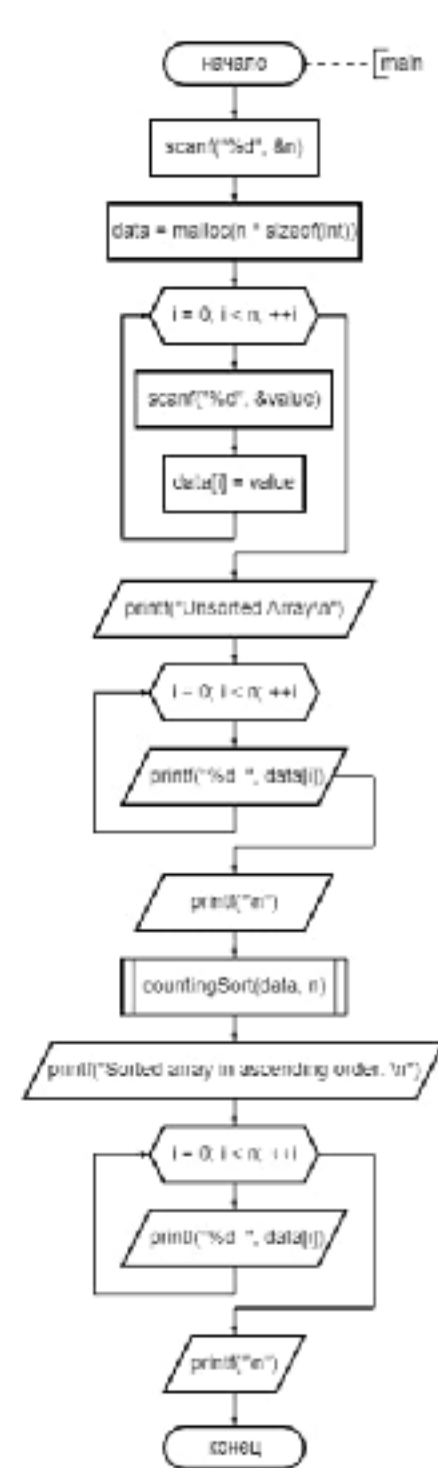 начало
main
scanf("%d", &n)
data = malloc(n * sizeof(int))
i = 0; i < n; ++i
scanf("%d", &value)
data[i] = value
printf("Unsorted Array\n")
i = 0; i < n; ++i
printf("%d ", data[i])
printf("\n")
countingSort(data, n)
printf("Sorted array in ascending order: \n")
i = 0; i < n; ++i
printf("%d ", data[i])
printf("\n")
конец